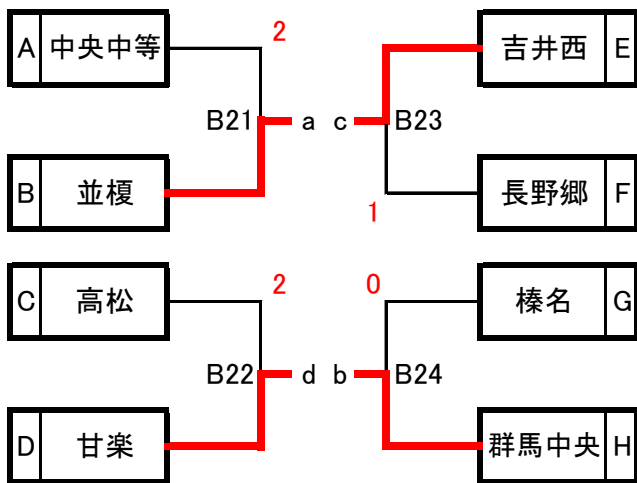 2
A 中央中等 吉井西 E
B21 a c B23
B 並榎 長野郷 F
1
2 0
C 高松 榛名 G
B22 d b B24
D 甘楽 群馬中央 H